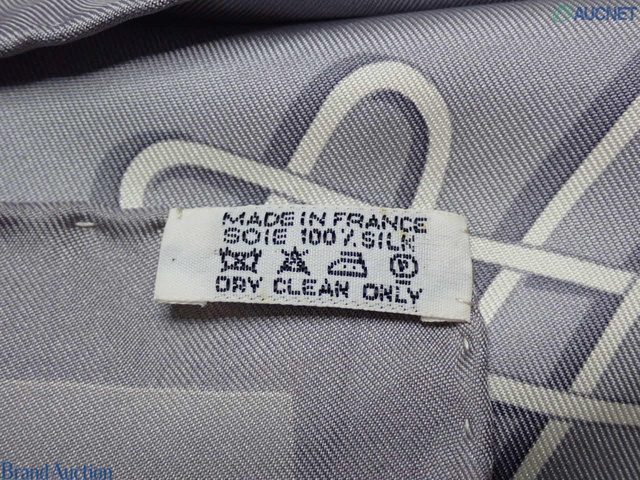 AUCNET
MADE IN FRANCE
SOIE 100% SILK
DRY CLEAN ONLY
Brand Auction